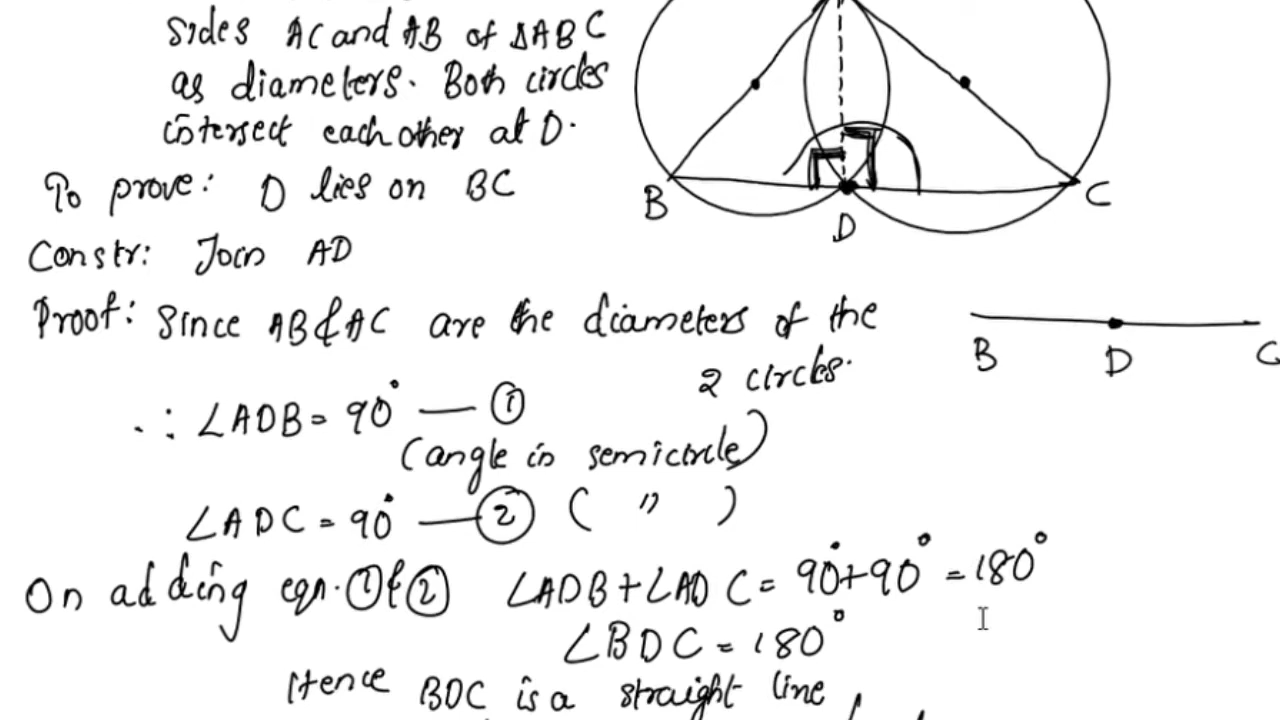 sides AC and AB of ΔABC
as diameters. Both circles
intersect each other at D.
To prove: D lies on BC
Constr: Join AD
Proof: Since AB & AC are the diameters of the
2 circles.
∴ ∠ADB = 90° — ①
(angle in semicircle)
∠ADC = 90° — ② ( " )
On adding eqn. ① & ② ∠ADB + ∠ADC = 90° + 90° = 180°
∠BDC = 180°
Hence BDC is a straight line
B
D
C
B
D
C